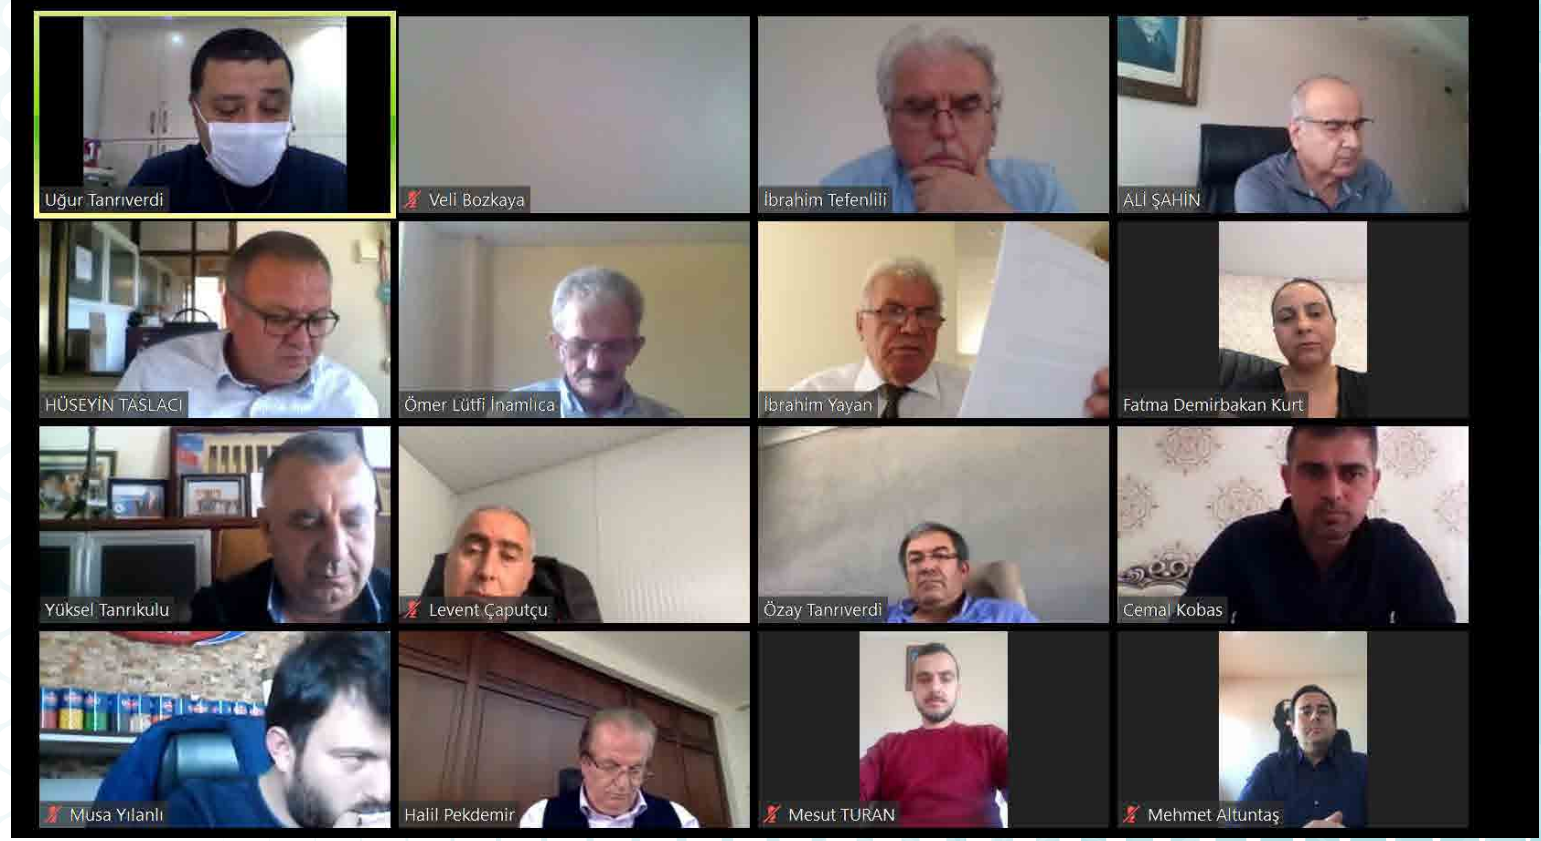 Uğur Tanrıverdi
Veli Bozkaya
İbrahim Tefenlili
ALİ ŞAHİN
HÜSEYİN TAŞLACI
Ömer Lütfi İnamlıca
İbrahim Yayan
Fatma Demirbakan Kurt
Yüksel Tanrıkulu
Levent Çaputçu
Özay Tanrıverdi
Cemal Kobas
Musa Yılanlı
Halil Pekdemir
Mesut TURAN
Mehmet Altuntaş